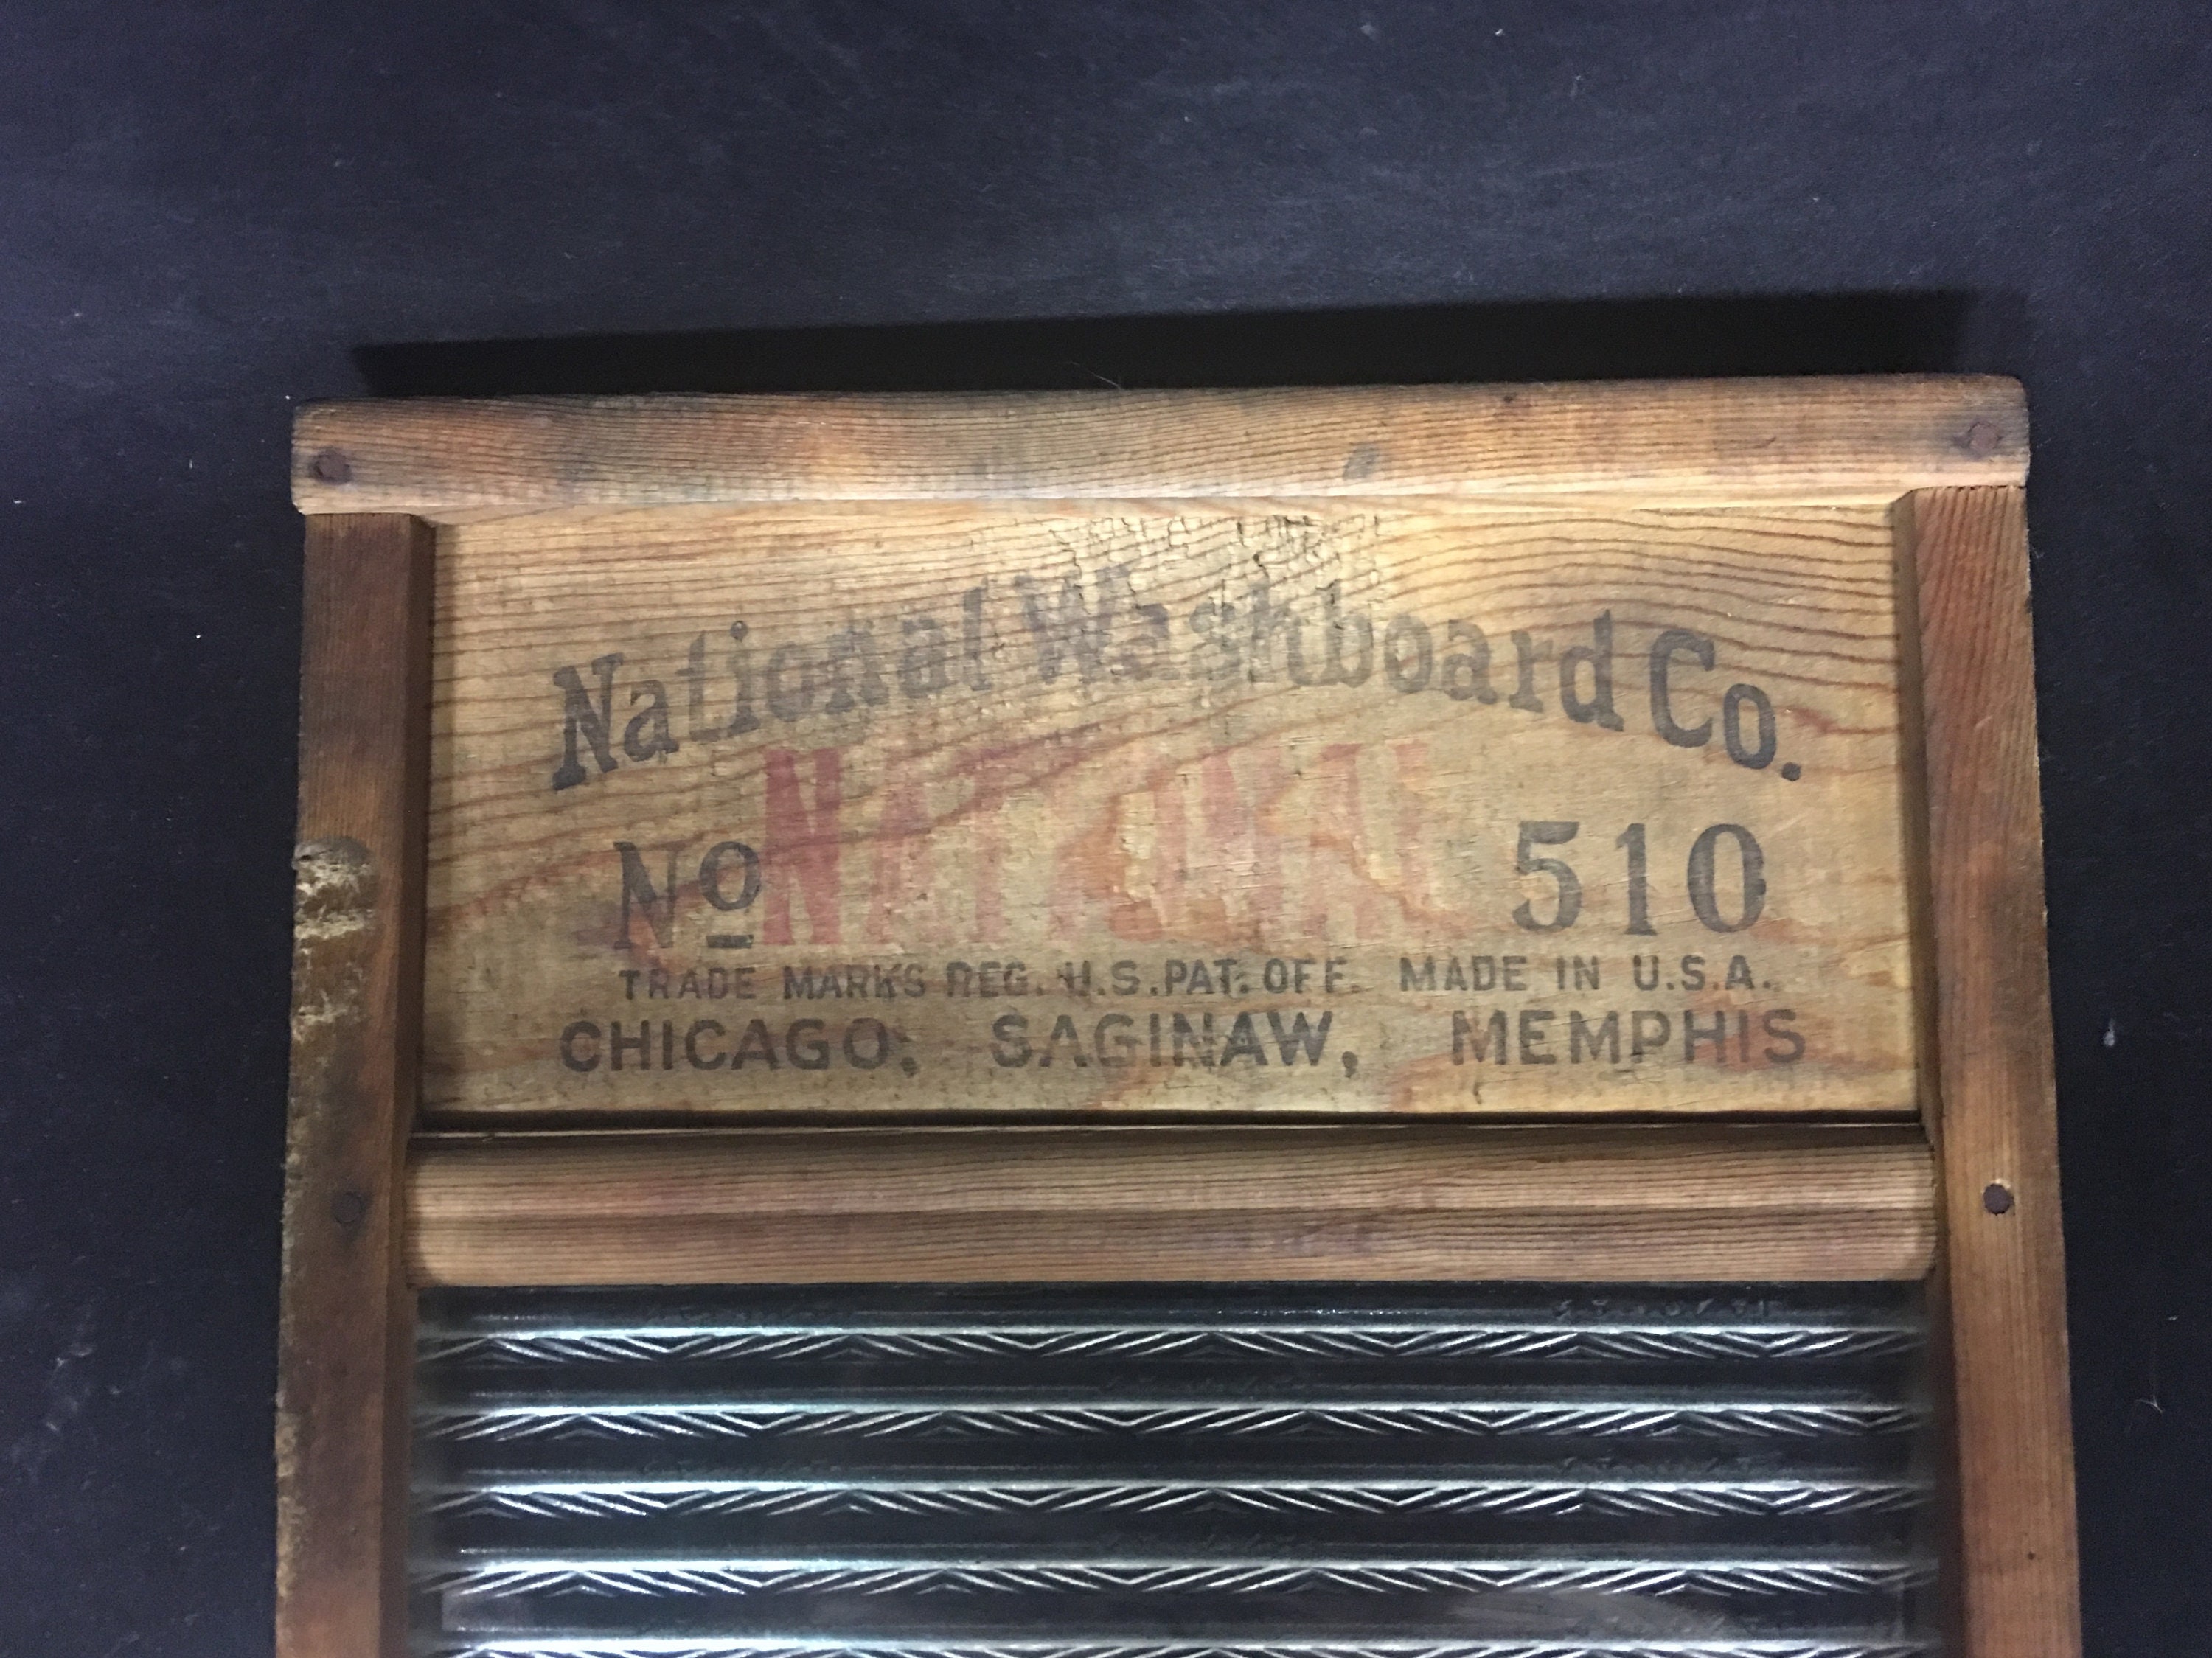 National Washboard Co.
No NATIONAL 510
TRADE MARKS REG. U.S. PAT. OFF. MADE IN U.S.A.
CHICAGO, SAGINAW, MEMPHIS